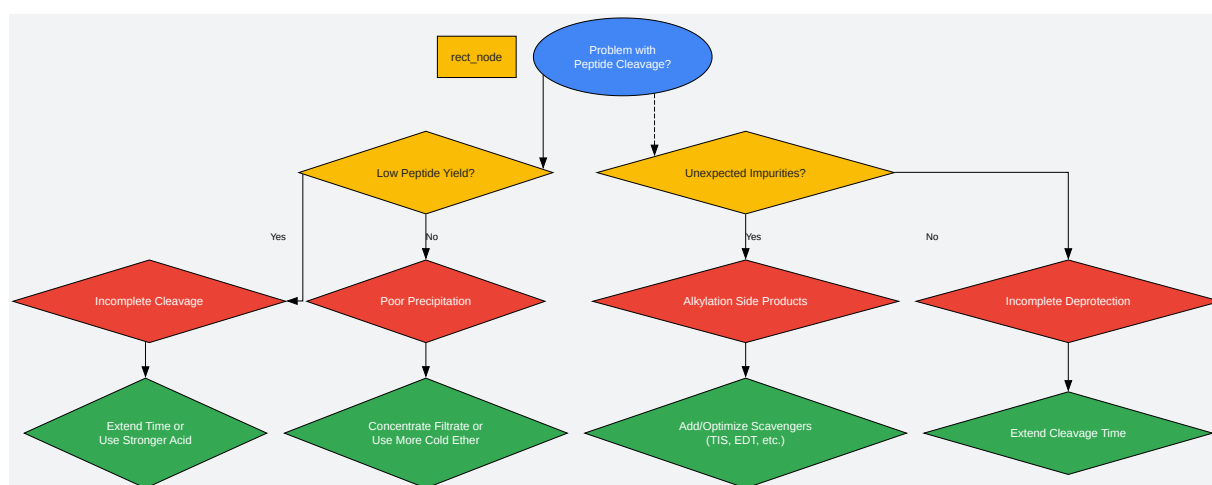 rect_node
Problem with
Peptide Cleavage?
Low Peptide Yield?
Unexpected Impurities?
Yes
No
Yes
No
Incomplete Cleavage
Poor Precipitation
Alkylation Side Products
Incomplete Deprotection
Extend Time or
Use Stronger Acid
Concentrate Filtrate or
Use More Cold Ether
Add/Optimize Scavengers
(TIS, EDT, etc.)
Extend Cleavage Time